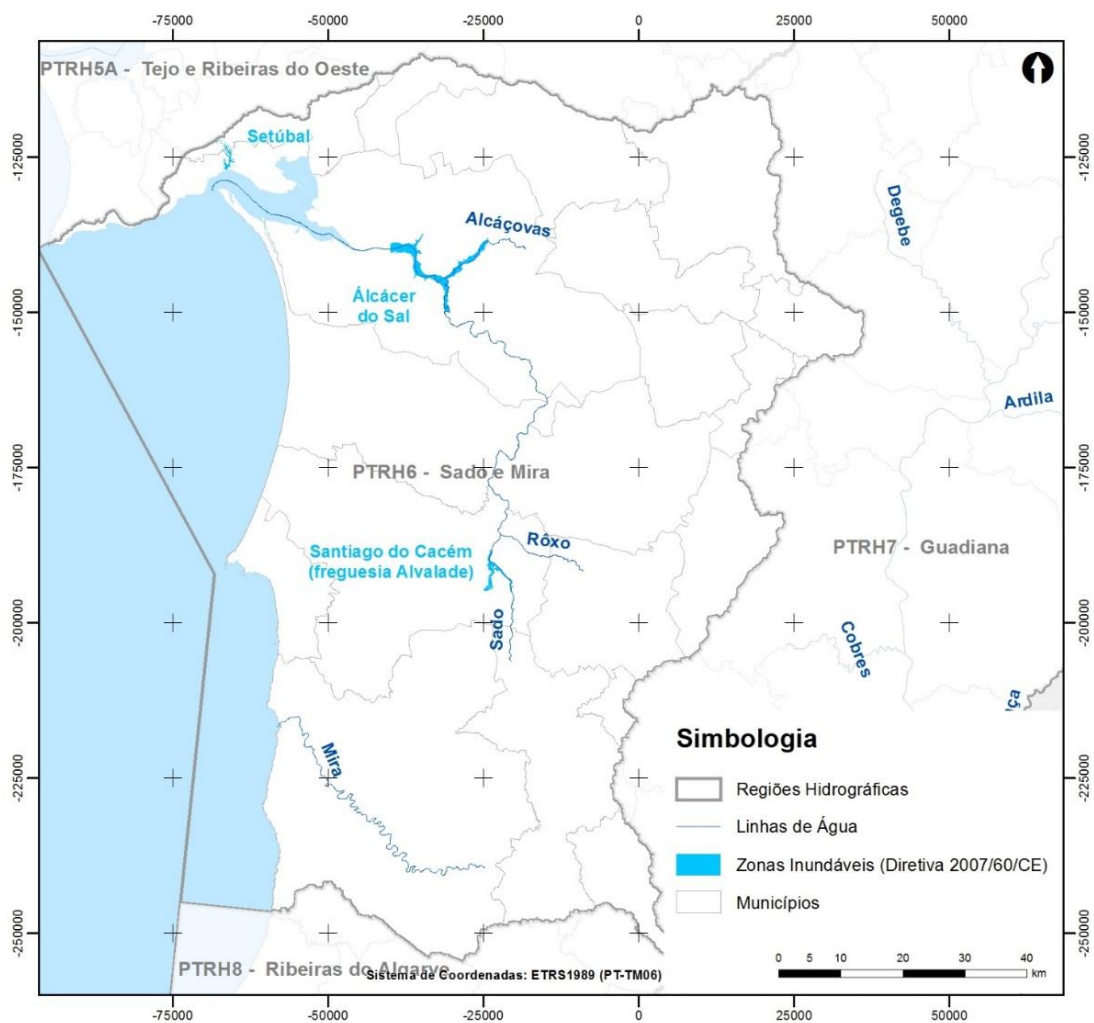 -75000 -50000 -25000 0 25000 50000
PTRH5A - Tejo e Ribeiras do Oeste
Setúbal
-125000 -125000
Degebe
Alcáçovas
Álcácer
do Sal
-150000 -150000
Ardila
-175000 -175000
PTRH6 - Sado e Mira
Rôxo
PTRH7 - Guadiana
Santiago do Cacém
(freguesia Alvalade)
-200000 -200000
Sado
Cobres
ça
Mira
Simbologia
-225000 -225000
Regiões Hidrográficas
Linhas de Água
Zonas Inundáveis (Diretiva 2007/60/CE)
Municípios
-250000 -250000
PTRH8 - Ribeiras do Algarve
Sistema de Coordenadas: ETRS1989 (PT-TM06)
0 5 10 20 30 40
km
-75000 -50000 -25000 0 25000 50000